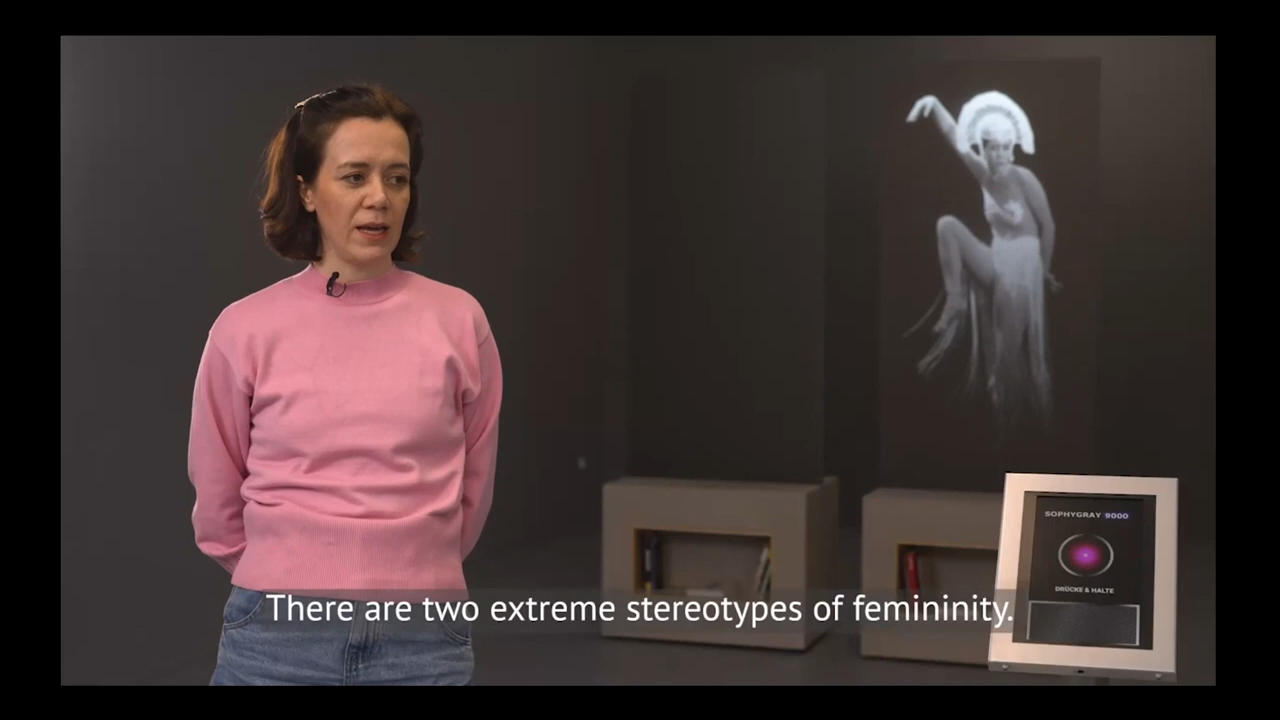 SOPHYGRAY 9000
DRÜCKE & HALTE
There are two extreme stereotypes of femininity.